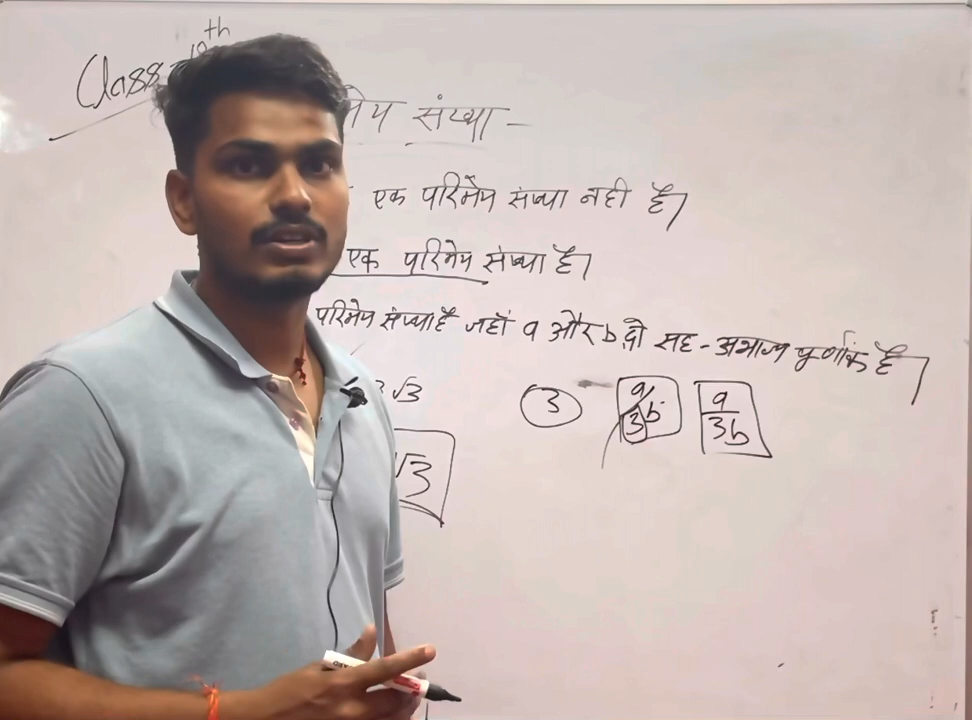 Class - 10th
संख्या -
एक परिमेय संख्या नही है।
एक परिमेय संख्या है।
परिमेय संख्या है जहाँ a और b दो सह-अभाज्य पूर्णांक है।
√3
3 a/3b a/3b
√3